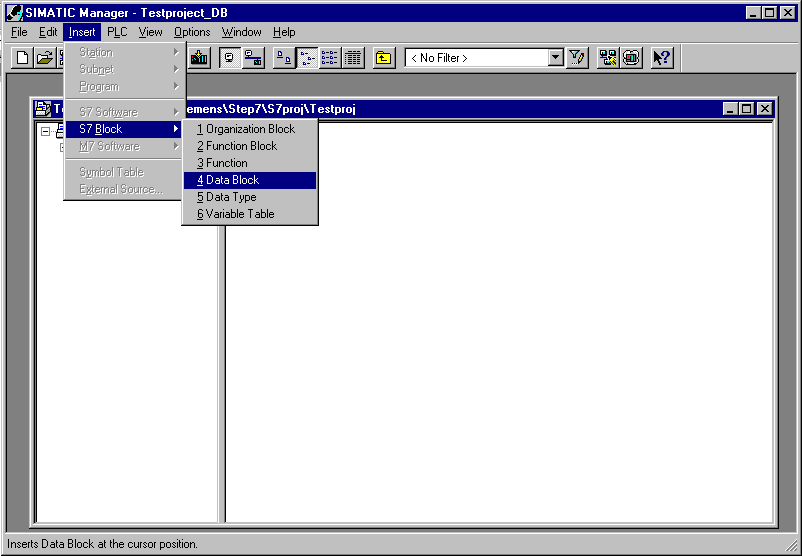 SIMATIC Manager - Testproject_DB
File Edit Insert PLC View Options Window Help
< No Filter>
Station
Subnet
Program
S7 Software
S7 Block
M7 Software
Symbol Table
External Source...
emens\Step7\S7proj\Testproj
1 Organization Block
2 Function Block
3 Function
4 Data Block
5 Data Type
6 Variable Table
Inserts Data Block at the cursor position.